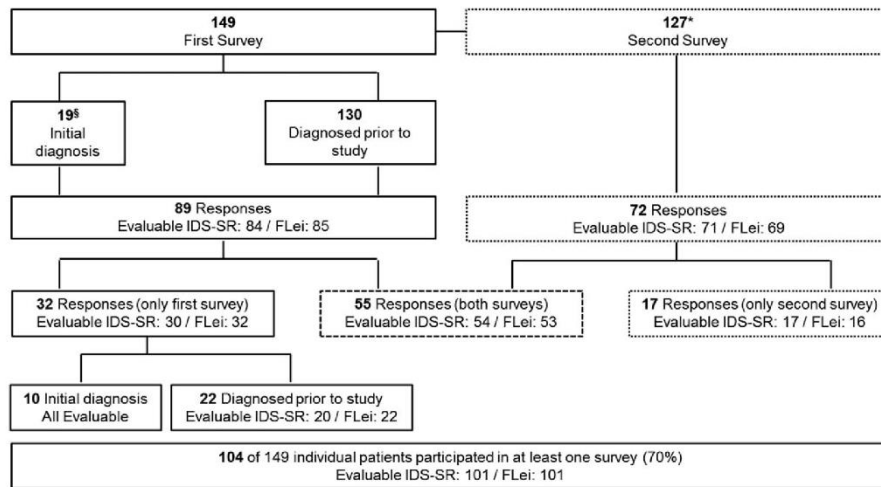 149
First Survey
127*
Second Survey
19§
Initial
diagnosis
130
Diagnosed prior to
study
89 Responses
Evaluable IDS-SR: 84 / FLei: 85
72 Responses
Evaluable IDS-SR: 71 / FLei: 69
32 Responses (only first survey)
Evaluable IDS-SR: 30 / FLei: 32
55 Responses (both surveys)
Evaluable IDS-SR: 54 / FLei: 53
17 Responses (only second survey)
Evaluable IDS-SR: 17 / FLei: 16
10 Initial diagnosis
All Evaluable
22 Diagnosed prior to study
Evaluable IDS-SR: 20 / FLei: 22
104 of 149 individual patients participated in at least one survey (70%)
Evaluable IDS-SR: 101 / FLei: 101